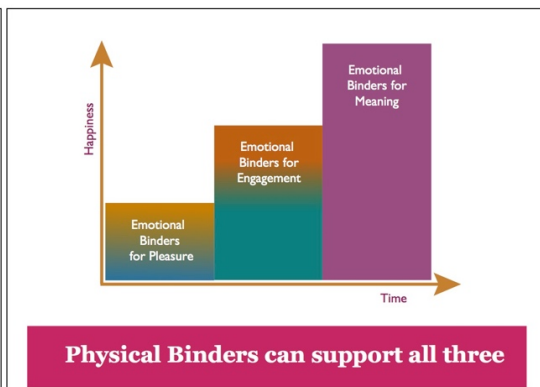 Happiness
Emotional
Binders
for Pleasure
Emotional
Binders for
Engagement
Emotional
Binders for
Meaning
Time
Physical Binders can support all three